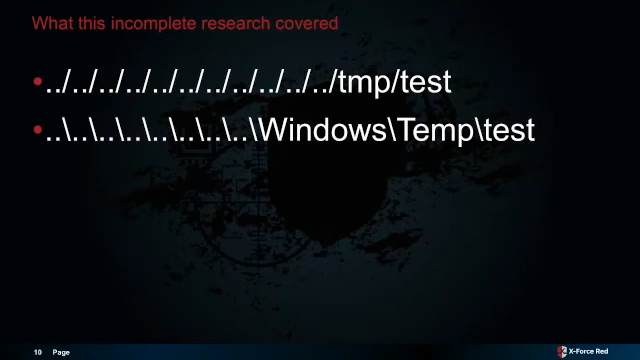 What this incomplete research covered
•../../../../../../../../../../../tmp/test
•..\..\..\..\..\..\..\..\Windows\Temp\test
10 Page
X-Force Red